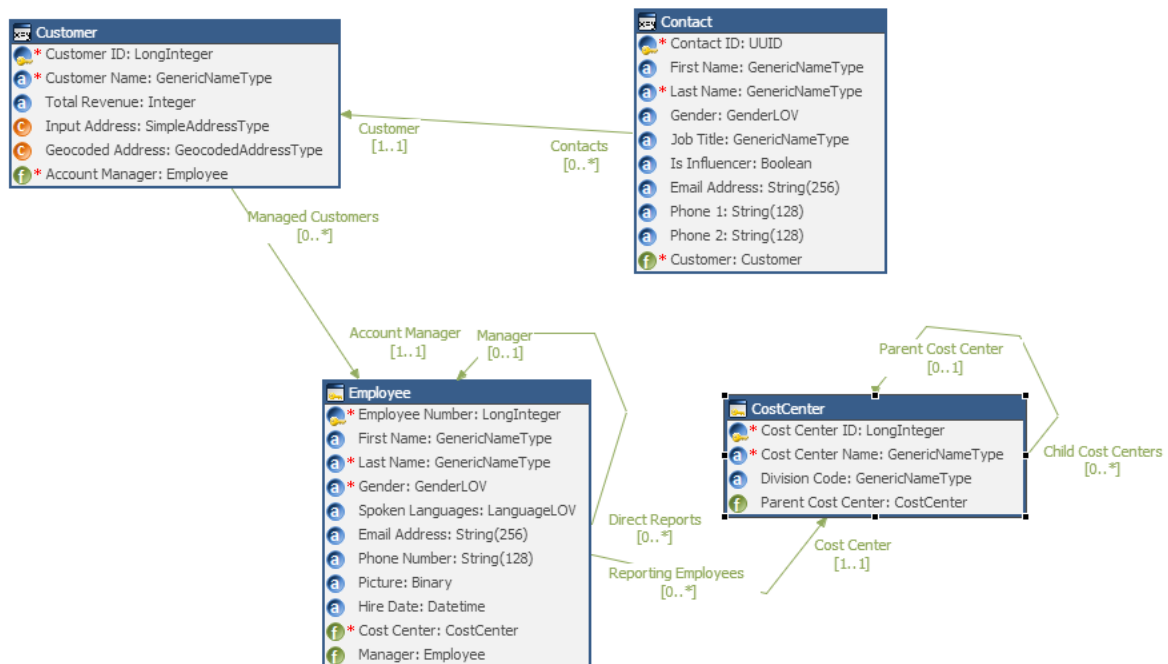 Customer
* Customer ID: LongInteger
* Customer Name: GenericNameType
Total Revenue: Integer
Input Address: SimpleAddressType
Geocoded Address: GeocodedAddressType
* Account Manager: Employee
Contact
* Contact ID: UUID
First Name: GenericNameType
* Last Name: GenericNameType
Gender: GenderLOV
Job Title: GenericNameType
Is Influencer: Boolean
Email Address: String(256)
Phone 1: String(128)
Phone 2: String(128)
* Customer: Customer
Customer
[1..1]
Contacts
[0..*]
Managed Customers
[0..*]
Account Manager
[1..1]
Manager
[0..1]
Employee
* Employee Number: LongInteger
First Name: GenericNameType
* Last Name: GenericNameType
* Gender: GenderLOV
Spoken Languages: LanguageLOV
Email Address: String(256)
Phone Number: String(128)
Picture: Binary
Hire Date: Datetime
* Cost Center: CostCenter
Manager: Employee
Direct Reports
[0..*]
Reporting Employees
[0..*]
Parent Cost Center
[0..1]
CostCenter
* Cost Center ID: LongInteger
* Cost Center Name: GenericNameType
Division Code: GenericNameType
Parent Cost Center: CostCenter
Child Cost Centers
[0..*]
Cost Center
[1..1]